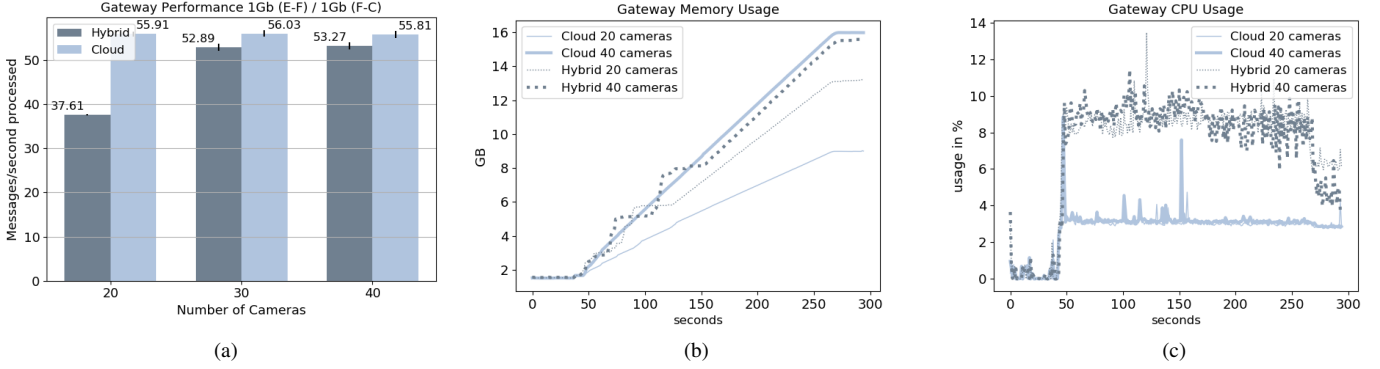 Gateway Performance 1Gb (E-F) / 1Gb (F-C)
Messages/second processed
50
40
30
20
10
0
Hybrid
Cloud
37.61
55.91
52.89
56.03
53.27
55.81
20
30
40
Number of Cameras
(a)
Gateway Memory Usage
GB
16
14
12
10
8
6
4
2
Cloud 20 cameras
Cloud 40 cameras
Hybrid 20 cameras
Hybrid 40 cameras
0
50
100
150
200
250
300
seconds
(b)
Gateway CPU Usage
usage in %
14
12
10
8
6
4
2
0
Cloud 20 cameras
Cloud 40 cameras
Hybrid 20 cameras
Hybrid 40 cameras
0
50
100
150
200
250
300
seconds
(c)